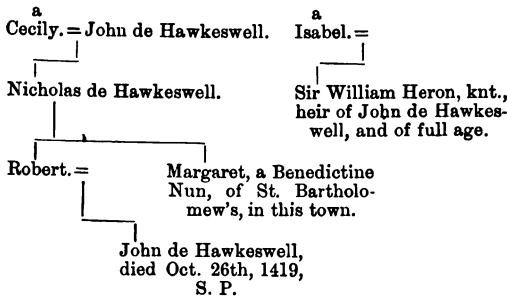 a a
Cecily. = John de Hawkeswell. Isabel. =
Nicholas de Hawkeswell.
Sir William Heron, knt.,
heir of John de Hawkes-
well, and of full age.
Robert. =
Margaret, a Benedictine
Nun, of St. Bartholo-
mew's, in this town.
John de Hawkeswell,
died Oct. 26th, 1419,
S. P.